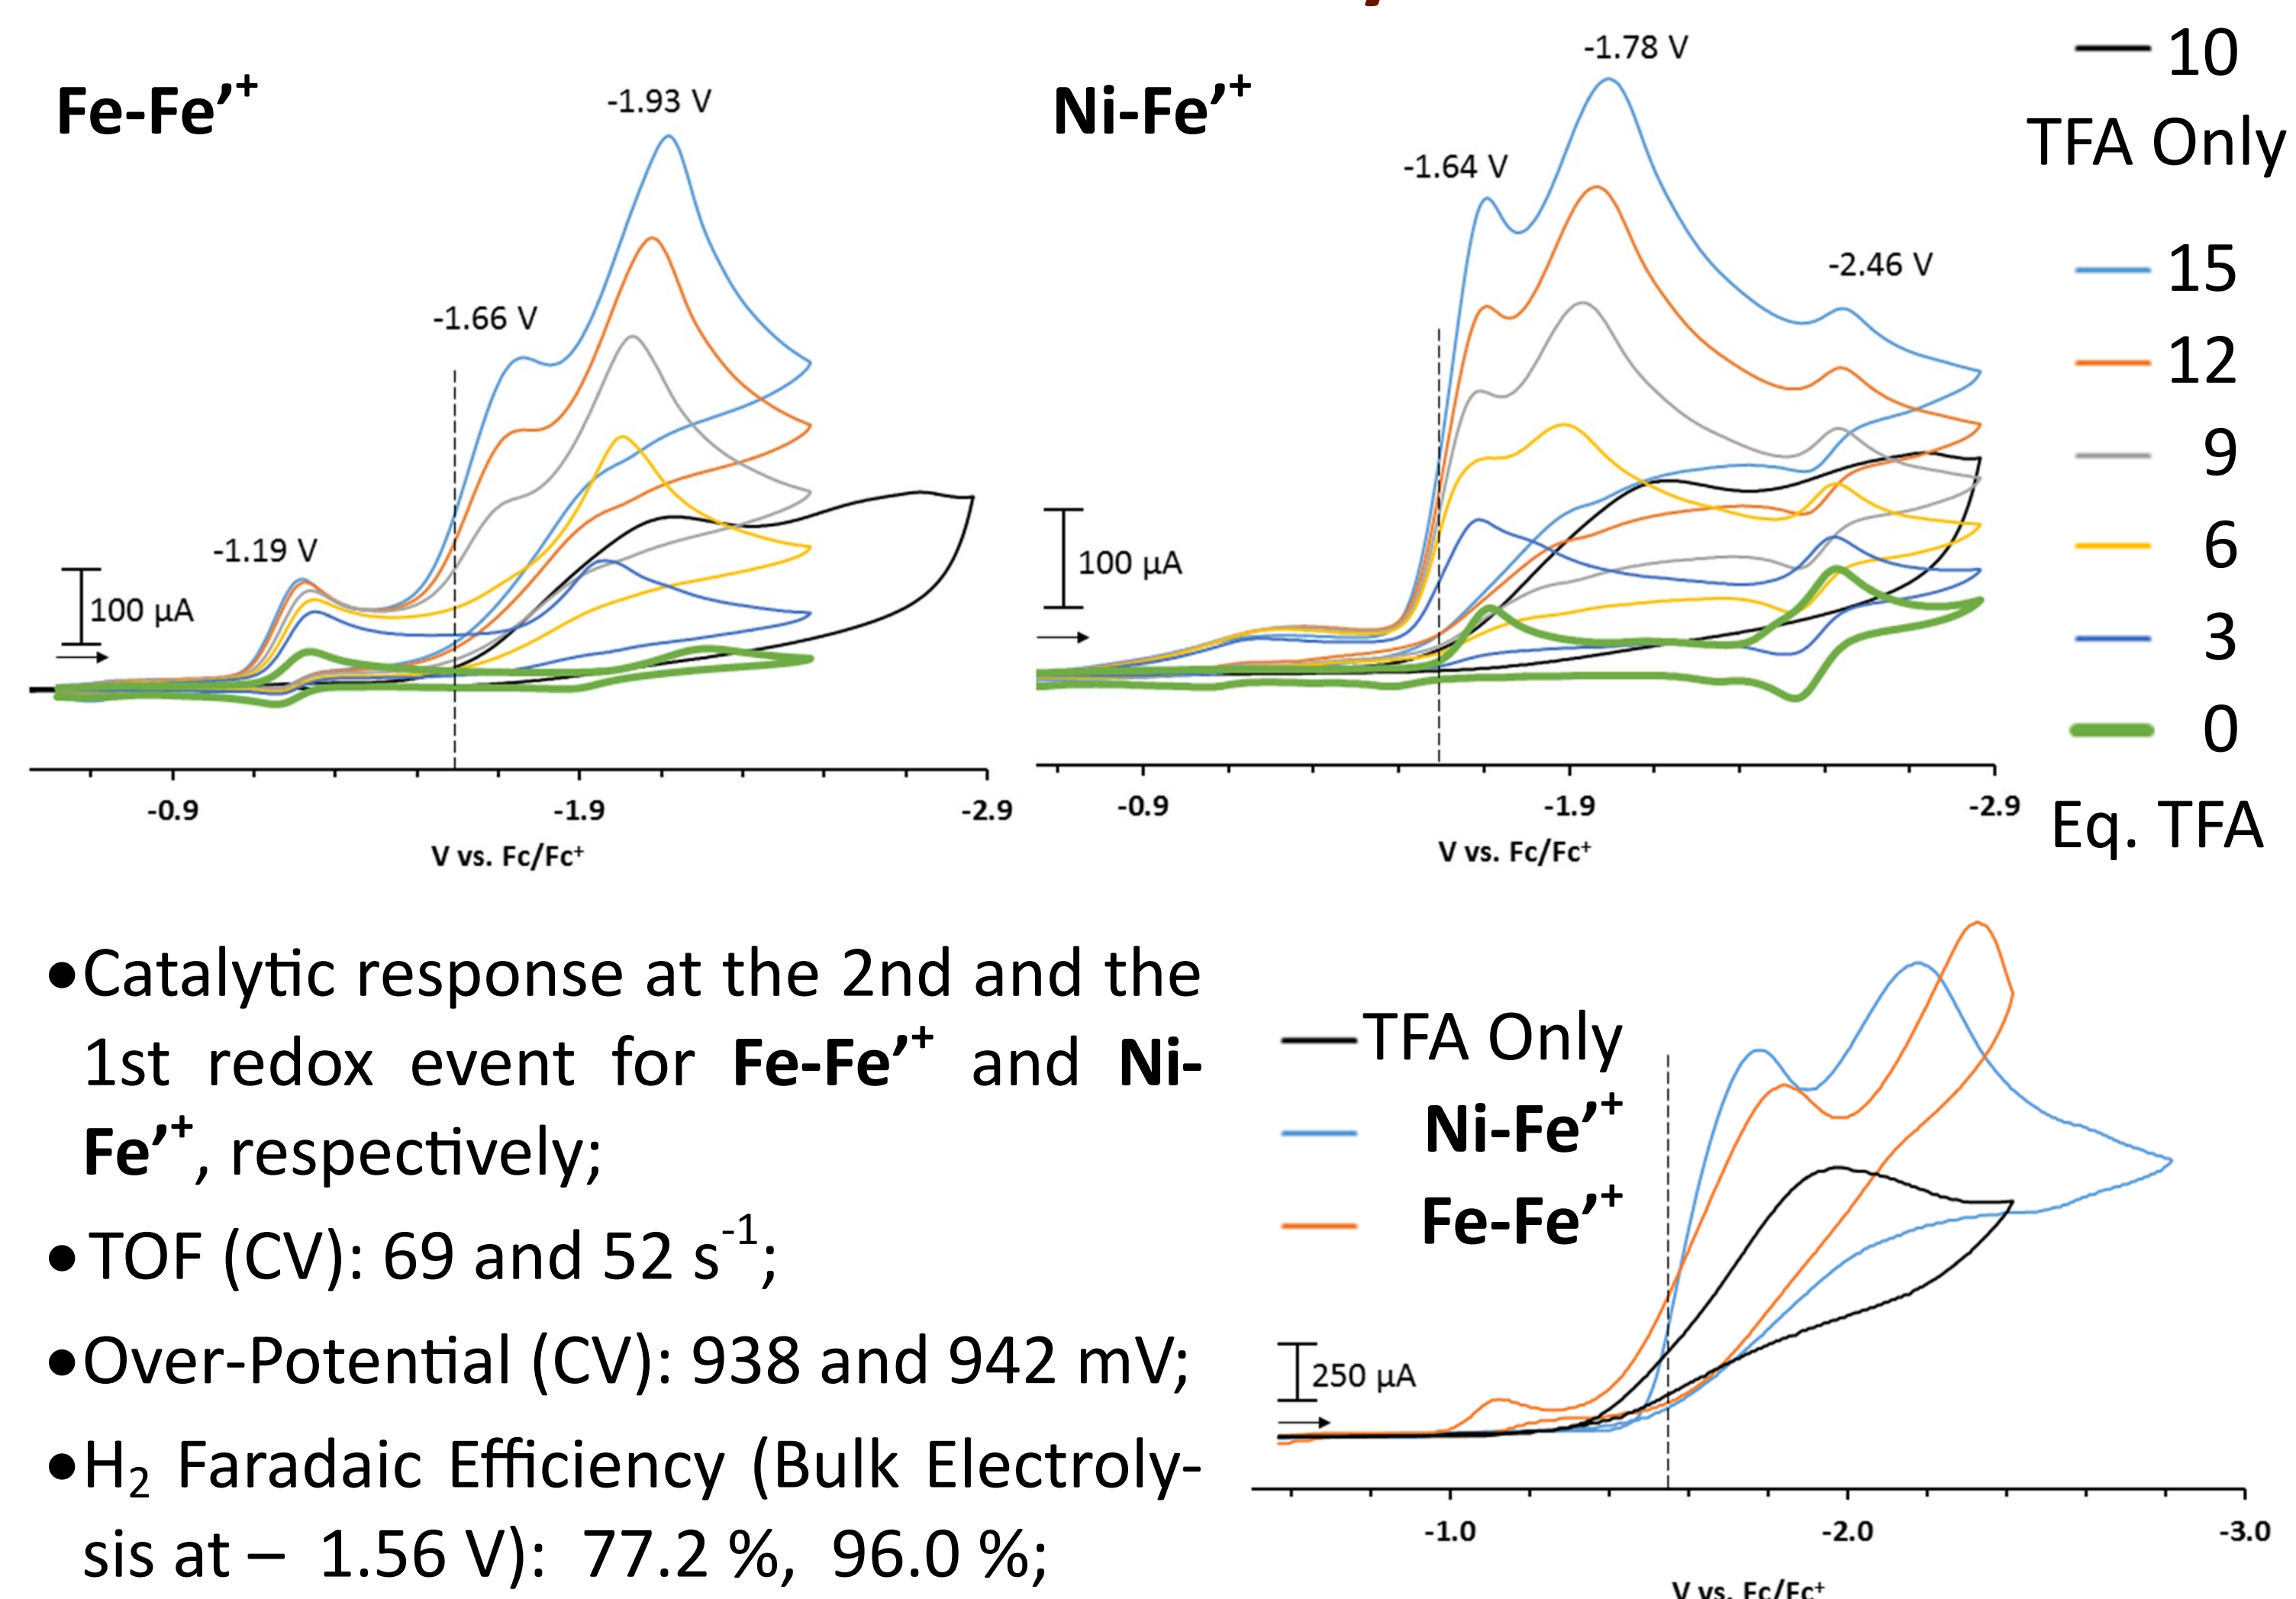 Fe-Fe′+
-1.93 V
-1.66 V
-1.19 V
100 µA
-0.9
-1.9
-2.9
V vs. Fc/Fc+
Ni-Fe′+
-1.78 V
-1.64 V
-2.46 V
100 µA
-0.9
-1.9
-2.9
V vs. Fc/Fc+
10
TFA Only
15
12
9
6
3
0
Eq. TFA
•Catalytic response at the 2nd and the
1st redox event for Fe-Fe′+ and Ni-
Fe′+, respectively;
•TOF (CV): 69 and 52 s-1;
•Over-Potential (CV): 938 and 942 mV;
•H2 Faradaic Efficiency (Bulk Electroly-
sis at – 1.56 V): 77.2 %, 96.0 %;
TFA Only
Ni-Fe′+
Fe-Fe′+
250 µA
-1.0
-2.0
-3.0
V vs. Fc/Fc+